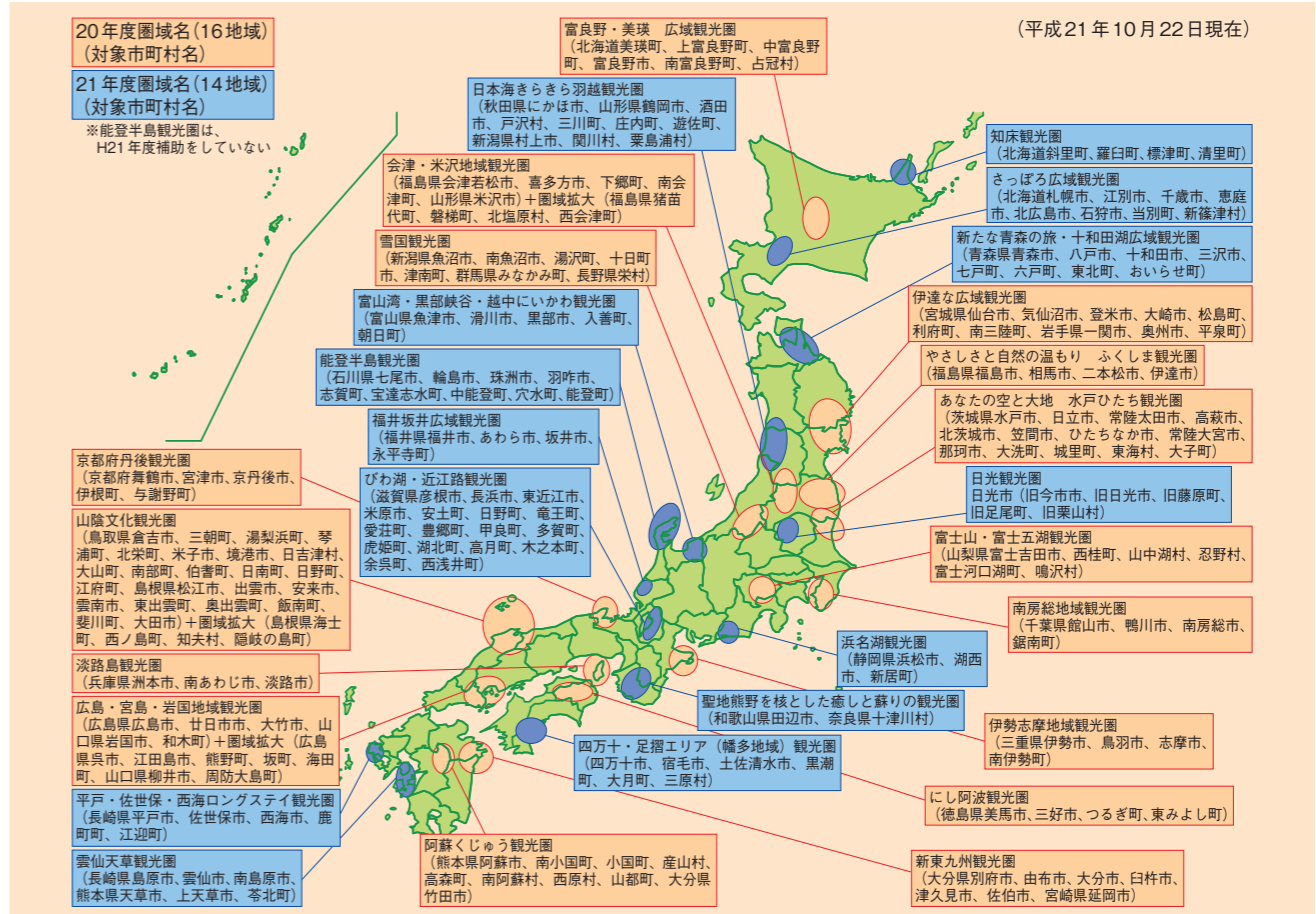 20年度圏域名(16地域)
(対象市町村名)
21年度圏域名(14地域)
(対象市町村名)
※能登半島観光圏は、
H21年度補助をしていない
(平成21年10月22日現在)
富良野・美瑛　広域観光圏
(北海道美瑛町、上富良野町、中富良野
町、富良野市、南富良野町、占冠村)
日本海きらきら羽越観光圏
(秋田県にかほ市、山形県鶴岡市、酒田
市、戸沢村、三川町、庄内町、遊佐町、
新潟県村上市、関川村、粟島浦村)
会津・米沢地域観光圏
(福島県会津若松市、喜多方市、下郷町、南会
津町、山形県米沢市)+圏域拡大(福島県猪苗
代町、磐梯町、北塩原村、西会津町)
雪国観光圏
(新潟県魚沼市、南魚沼市、湯沢町、十日町
市、津南町、群馬県みなかみ町、長野県栄村)
富山湾・黒部峡谷・越中にいかわ観光圏
(富山県魚津市、滑川市、黒部市、入善町、
朝日町)
能登半島観光圏
(石川県七尾市、輪島市、珠洲市、羽咋市、
志賀町、宝達志水町、中能登町、穴水町、能登町)
福井坂井広域観光圏
(福井県福井市、あわら市、坂井市、
永平寺町)
びわ湖・近江路観光圏
(滋賀県彦根市、長浜市、東近江市、
米原市、安土町、日野町、竜王町、
愛荘町、豊郷町、甲良町、多賀町、
虎姫町、湖北町、高月町、木之本町、
余呉町、西浅井町)
京都府丹後観光圏
(京都府舞鶴市、宮津市、京丹後市、
伊根町、与謝野町)
山陰文化観光圏
(鳥取県倉吉市、三朝町、湯梨浜町、琴
浦町、北栄町、米子市、境港市、日吉津村、
大山町、南部町、伯耆町、日南町、日野町、
江府町、島根県松江市、出雲市、安来市、
雲南市、東出雲町、奥出雲町、飯南町、
斐川町、大田市)+圏域拡大(島根県海士
町、西ノ島町、知夫村、隠岐の島町)
淡路島観光圏
(兵庫県洲本市、南あわじ市、淡路市)
広島・宮島・岩国地域観光圏
(広島県広島市、廿日市市、大竹市、山
口県岩国市、和木町)+圏域拡大(広島
県呉市、江田島市、熊野町、坂町、海田
町、山口県柳井市、周防大島町)
平戸・佐世保・西海ロングステイ観光圏
(長崎県平戸市、佐世保市、西海市、鹿
町町、江迎町)
雲仙天草観光圏
(長崎県島原市、雲仙市、南島原市、
熊本県天草市、上天草市、苓北町)
知床観光圏
(北海道斜里町、羅臼町、標津町、清里町)
さっぽろ広域観光圏
(北海道札幌市、江別市、千歳市、恵庭
市、北広島市、石狩市、当別町、新篠津村)
新たな青森の旅・十和田湖広域観光圏
(青森県青森市、八戸市、十和田市、三沢市、
七戸町、六戸町、東北町、おいらせ町)
伊達な広域観光圏
(宮城県仙台市、気仙沼市、登米市、大崎市、松島町、
利府町、南三陸町、岩手県一関市、奥州市、平泉町)
やさしさと自然の温もり　ふくしま観光圏
(福島県福島市、相馬市、二本松市、伊達市)
あなたの空と大地　水戸ひたち観光圏
(茨城県水戸市、日立市、常陸太田市、高萩市、
北茨城市、笠間市、ひたちなか市、常陸大宮市、
那珂市、大洗町、城里町、東海村、大子町)
日光観光圏
日光市(旧今市市、旧日光市、旧藤原町、
旧足尾町、旧栗山村)
富士山・富士五湖観光圏
(山梨県富士吉田市、西桂町、山中湖村、忍野村、
富士河口湖町、鳴沢村)
南房総地域観光圏
(千葉県館山市、鴨川市、南房総市、
鋸南町)
浜名湖観光圏
(静岡県浜松市、湖西
市、新居町)
聖地熊野を核とした癒しと蘇りの観光圏
(和歌山県田辺市、奈良県十津川村)
伊勢志摩地域観光圏
(三重県伊勢市、鳥羽市、志摩市、
南伊勢町)
四万十・足摺エリア(幡多地域)観光圏
(四万十市、宿毛市、土佐清水市、黒潮
町、大月町、三原村)
にし阿波観光圏
(徳島県美馬市、三好市、つるぎ町、東みよし町)
阿蘇くじゅう観光圏
(熊本県阿蘇市、南小国町、小国町、産山村、
高森町、南阿蘇村、西原村、山都町、大分県
竹田市)
新東九州観光圏
(大分県別府市、由布市、大分市、臼杵市、
津久見市、佐伯市、宮崎県延岡市)